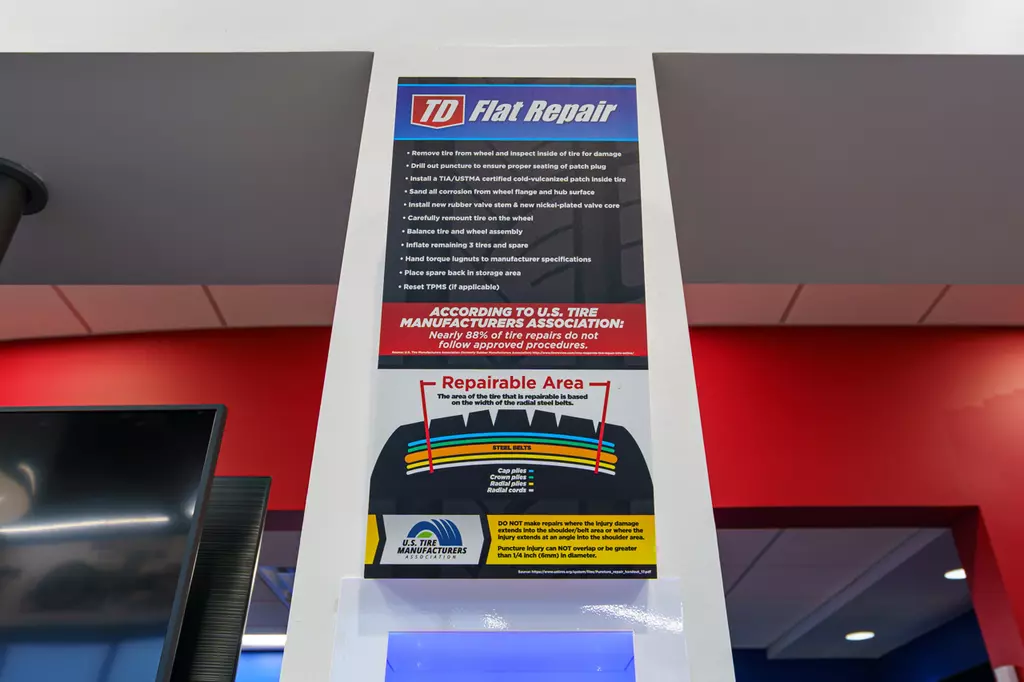 TD Flat Repair
• Remove tire from wheel and inspect inside of tire for damage
• Drill out puncture to ensure proper seating of patch plug
• Install a TIA/USTMA certified cold-vulcanized patch inside tire
• Sand all corrosion from wheel flange and hub surface
• Install new rubber valve stem & new nickel-plated valve core
• Carefully remount tire on the wheel
• Balance tire and wheel assembly
• Inflate remaining 3 tires and spare
• Hand torque lugnuts to manufacturer specifications
• Place spare back in storage area
• Reset TPMS (if applicable)
ACCORDING TO U.S. TIRE
MANUFACTURERS ASSOCIATION:
Nearly 88% of tire repairs do not
follow approved procedures.
Repairable Area
The area of the tire that is repairable is based
on the width of the radial steel belts.
STEEL BELTS
Cap plies
Crown plies
Radial plies
Radial cords
U.S. TIRE
MANUFACTURERS
ASSOCIATION
DO NOT make repairs where the injury damage
extends into the shoulder/belt area or where the
injury extends at an angle into the shoulder area.
Puncture injury can NOT overlap or be greater
than 1/4 inch (6mm) in diameter.